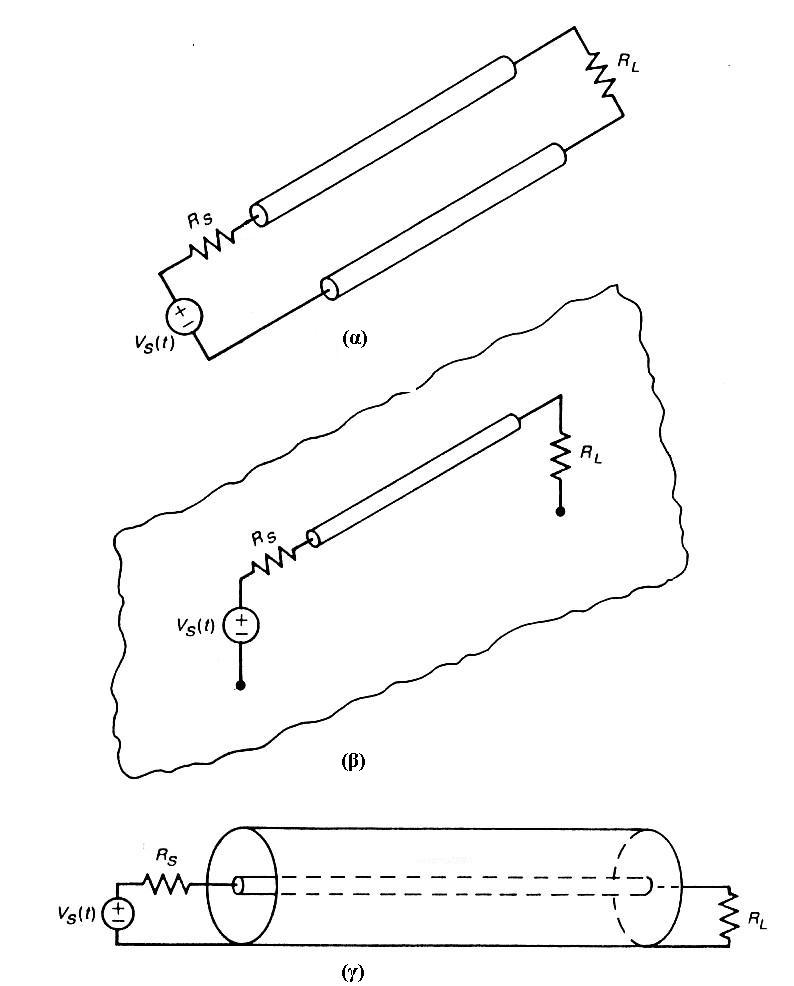 R_L
R_S
+
−
V_S(t)
(α)
R_L
R_S
V_S(t)
+
−
(β)
R_S
V_S(t)
+
−
R_L
(γ)